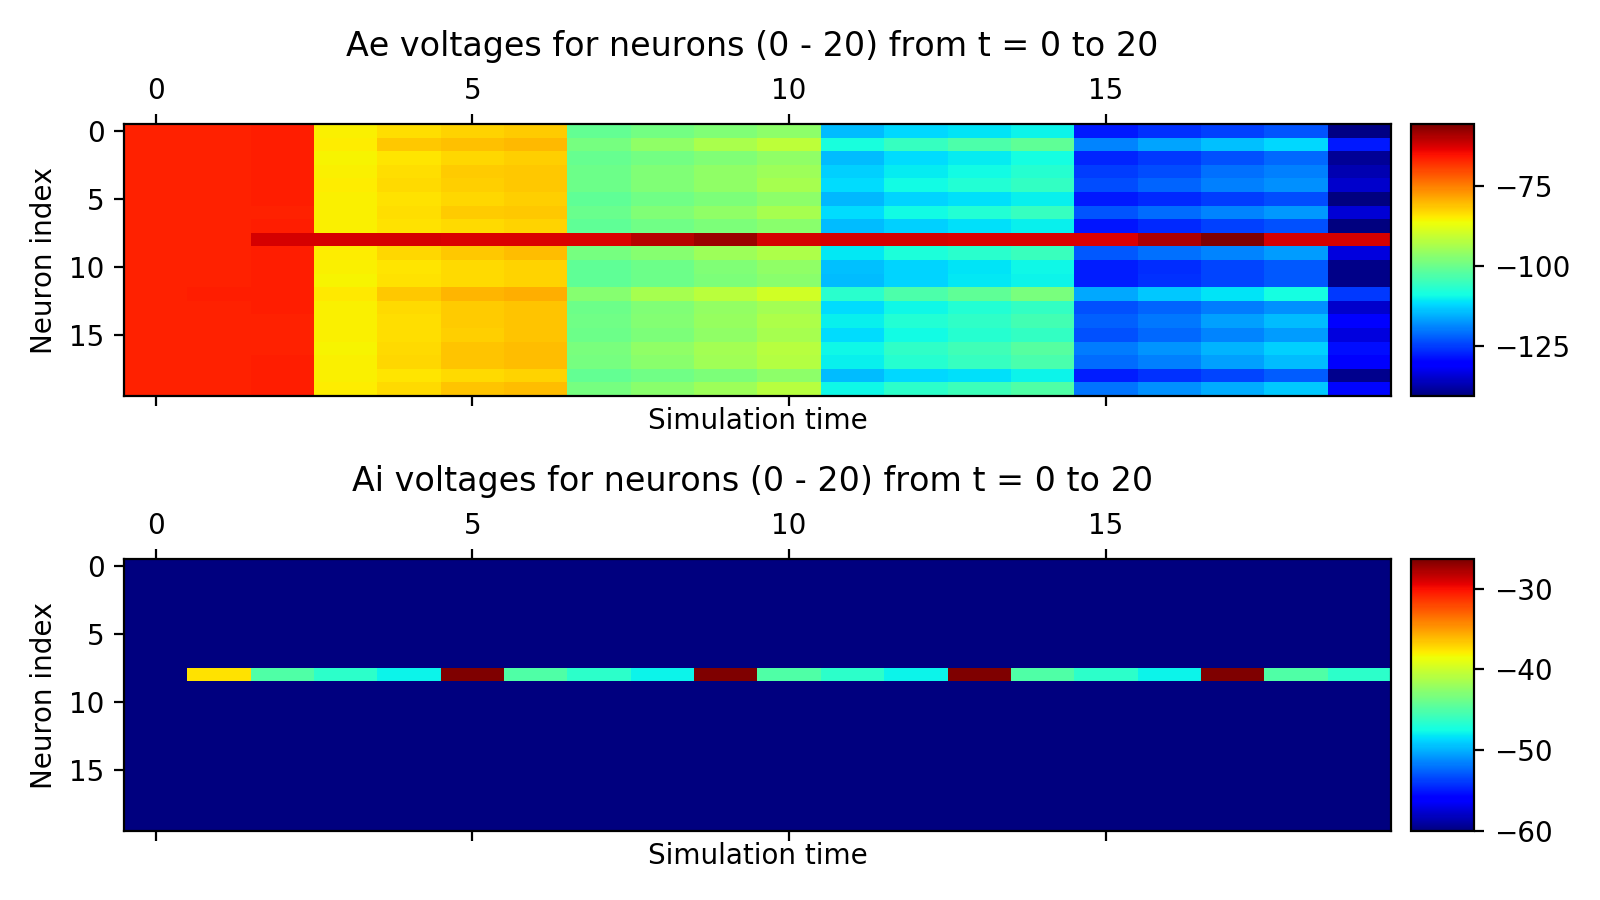 Ae voltages for neurons (0 - 20) from t = 0 to 20
0 5 10 15
Neuron index
0
5
10
15
−75
−100
−125
Simulation time
Ai voltages for neurons (0 - 20) from t = 0 to 20
0 5 10 15
Neuron index
0
5
10
15
−30
−40
−50
−60
Simulation time